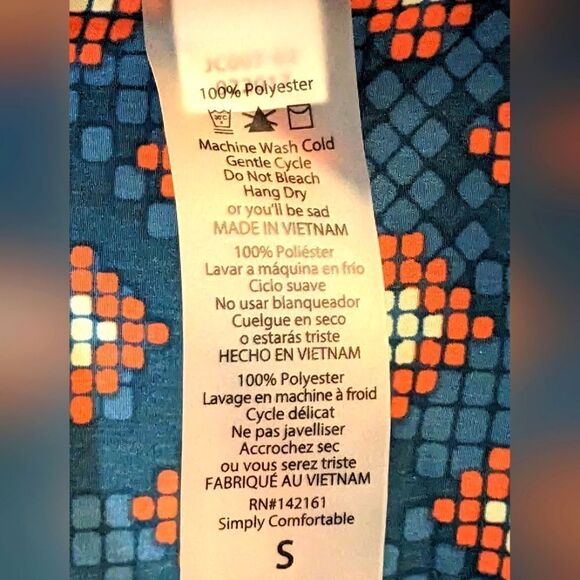 100% Polyester
30°C
Machine Wash Cold
Gentle Cycle
Do Not Bleach
Hang Dry
or you'll be sad
MADE IN VIETNAM
100% Poliéster
Lavar a máquina en frío
Ciclo suave
No usar blanqueador
Cuelgue en seco
o estarás triste
HECHO EN VIETNAM
100% Polyester
Lavage en machine à froid
Cycle délicat
Ne pas javelliser
Accrochez sec
ou vous serez triste
FABRIQUÉ AU VIETNAM
RN#142161
Simply Comfortable
S